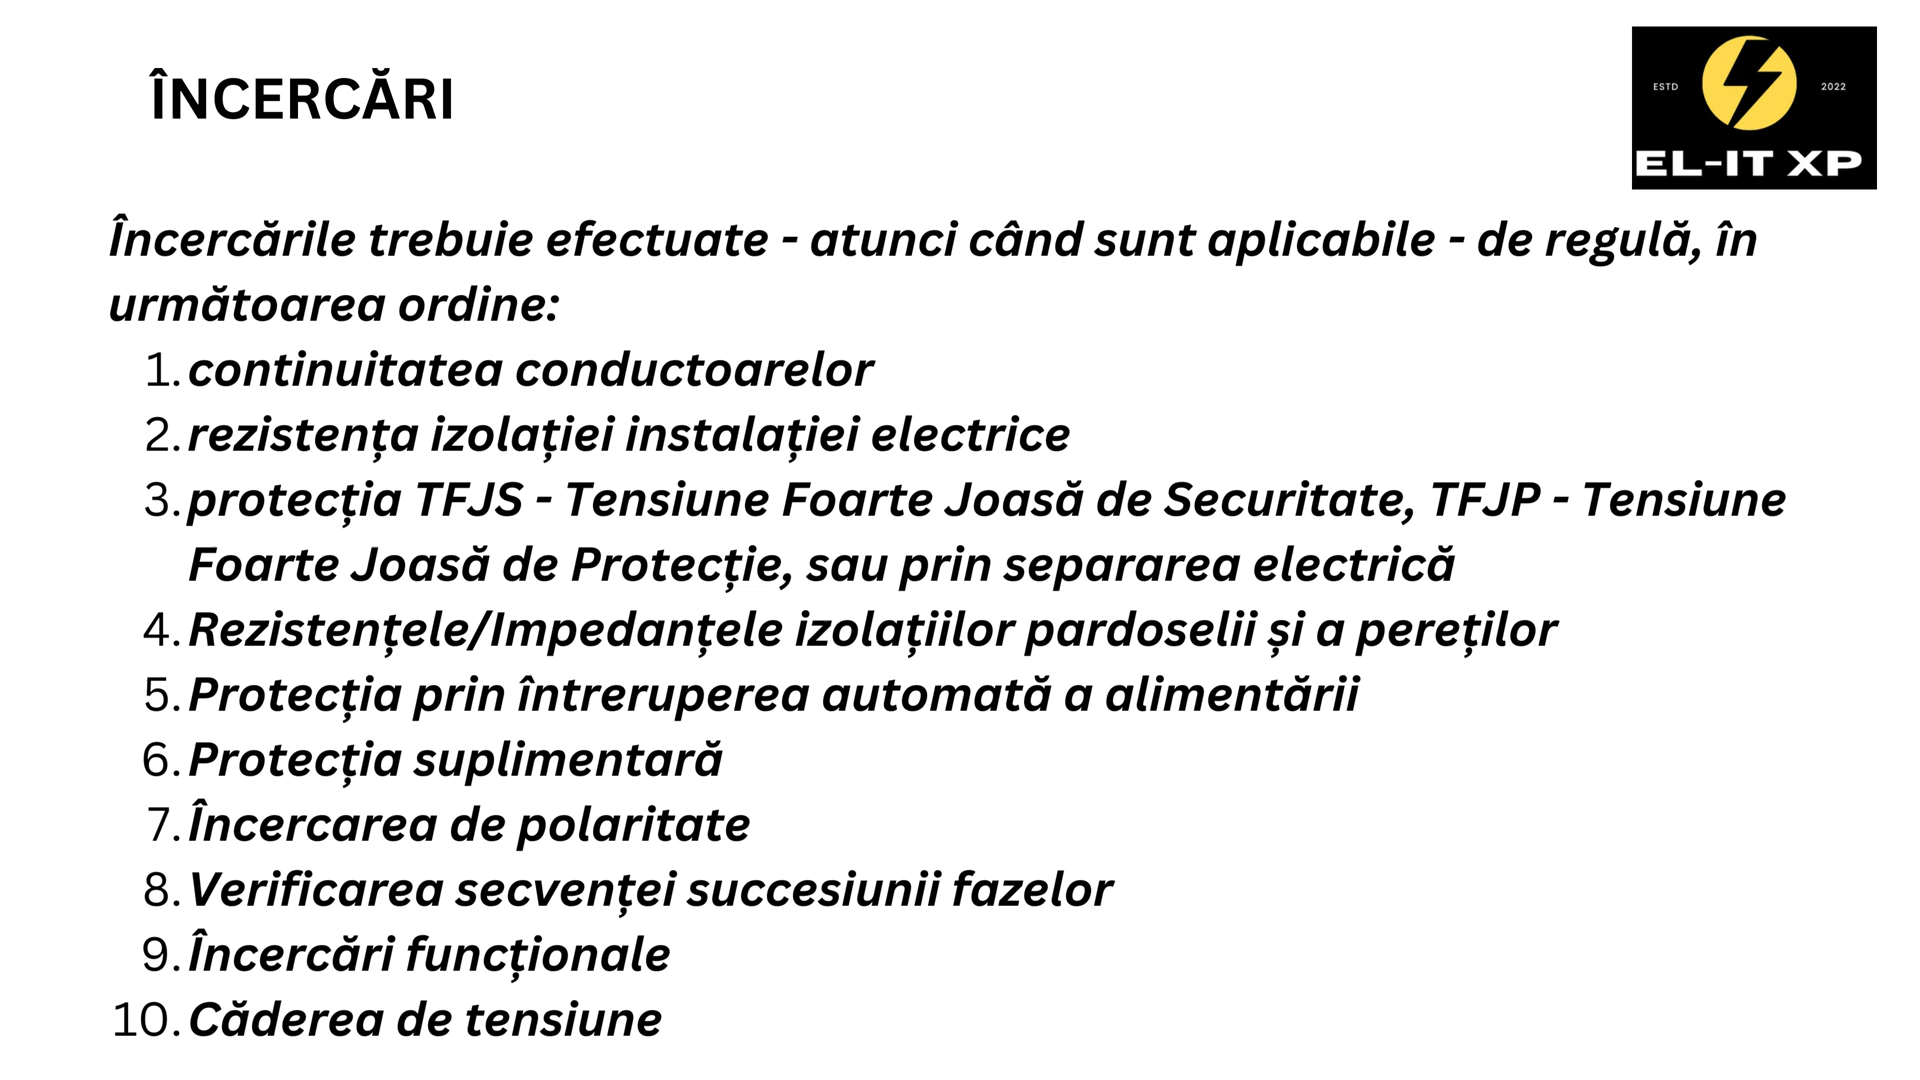 ÎNCERCĂRI
ESTD
2022
EL-IT XP
Încercările trebuie efectuate - atunci când sunt aplicabile - de regulă, în
următoarea ordine:
1. continuitatea conductoarelor
2. rezistența izolației instalației electrice
3. protecția TFJS - Tensiune Foarte Joasă de Securitate, TFJP - Tensiune
Foarte Joasă de Protecție, sau prin separarea electrică
4. Rezistențele/Impedanțele izolațiilor pardoselii și a pereților
5. Protecția prin întreruperea automată a alimentării
6. Protecția suplimentară
7. Încercarea de polaritate
8. Verificarea secvenței succesiunii fazelor
9. Încercări funcționale
10. Căderea de tensiune